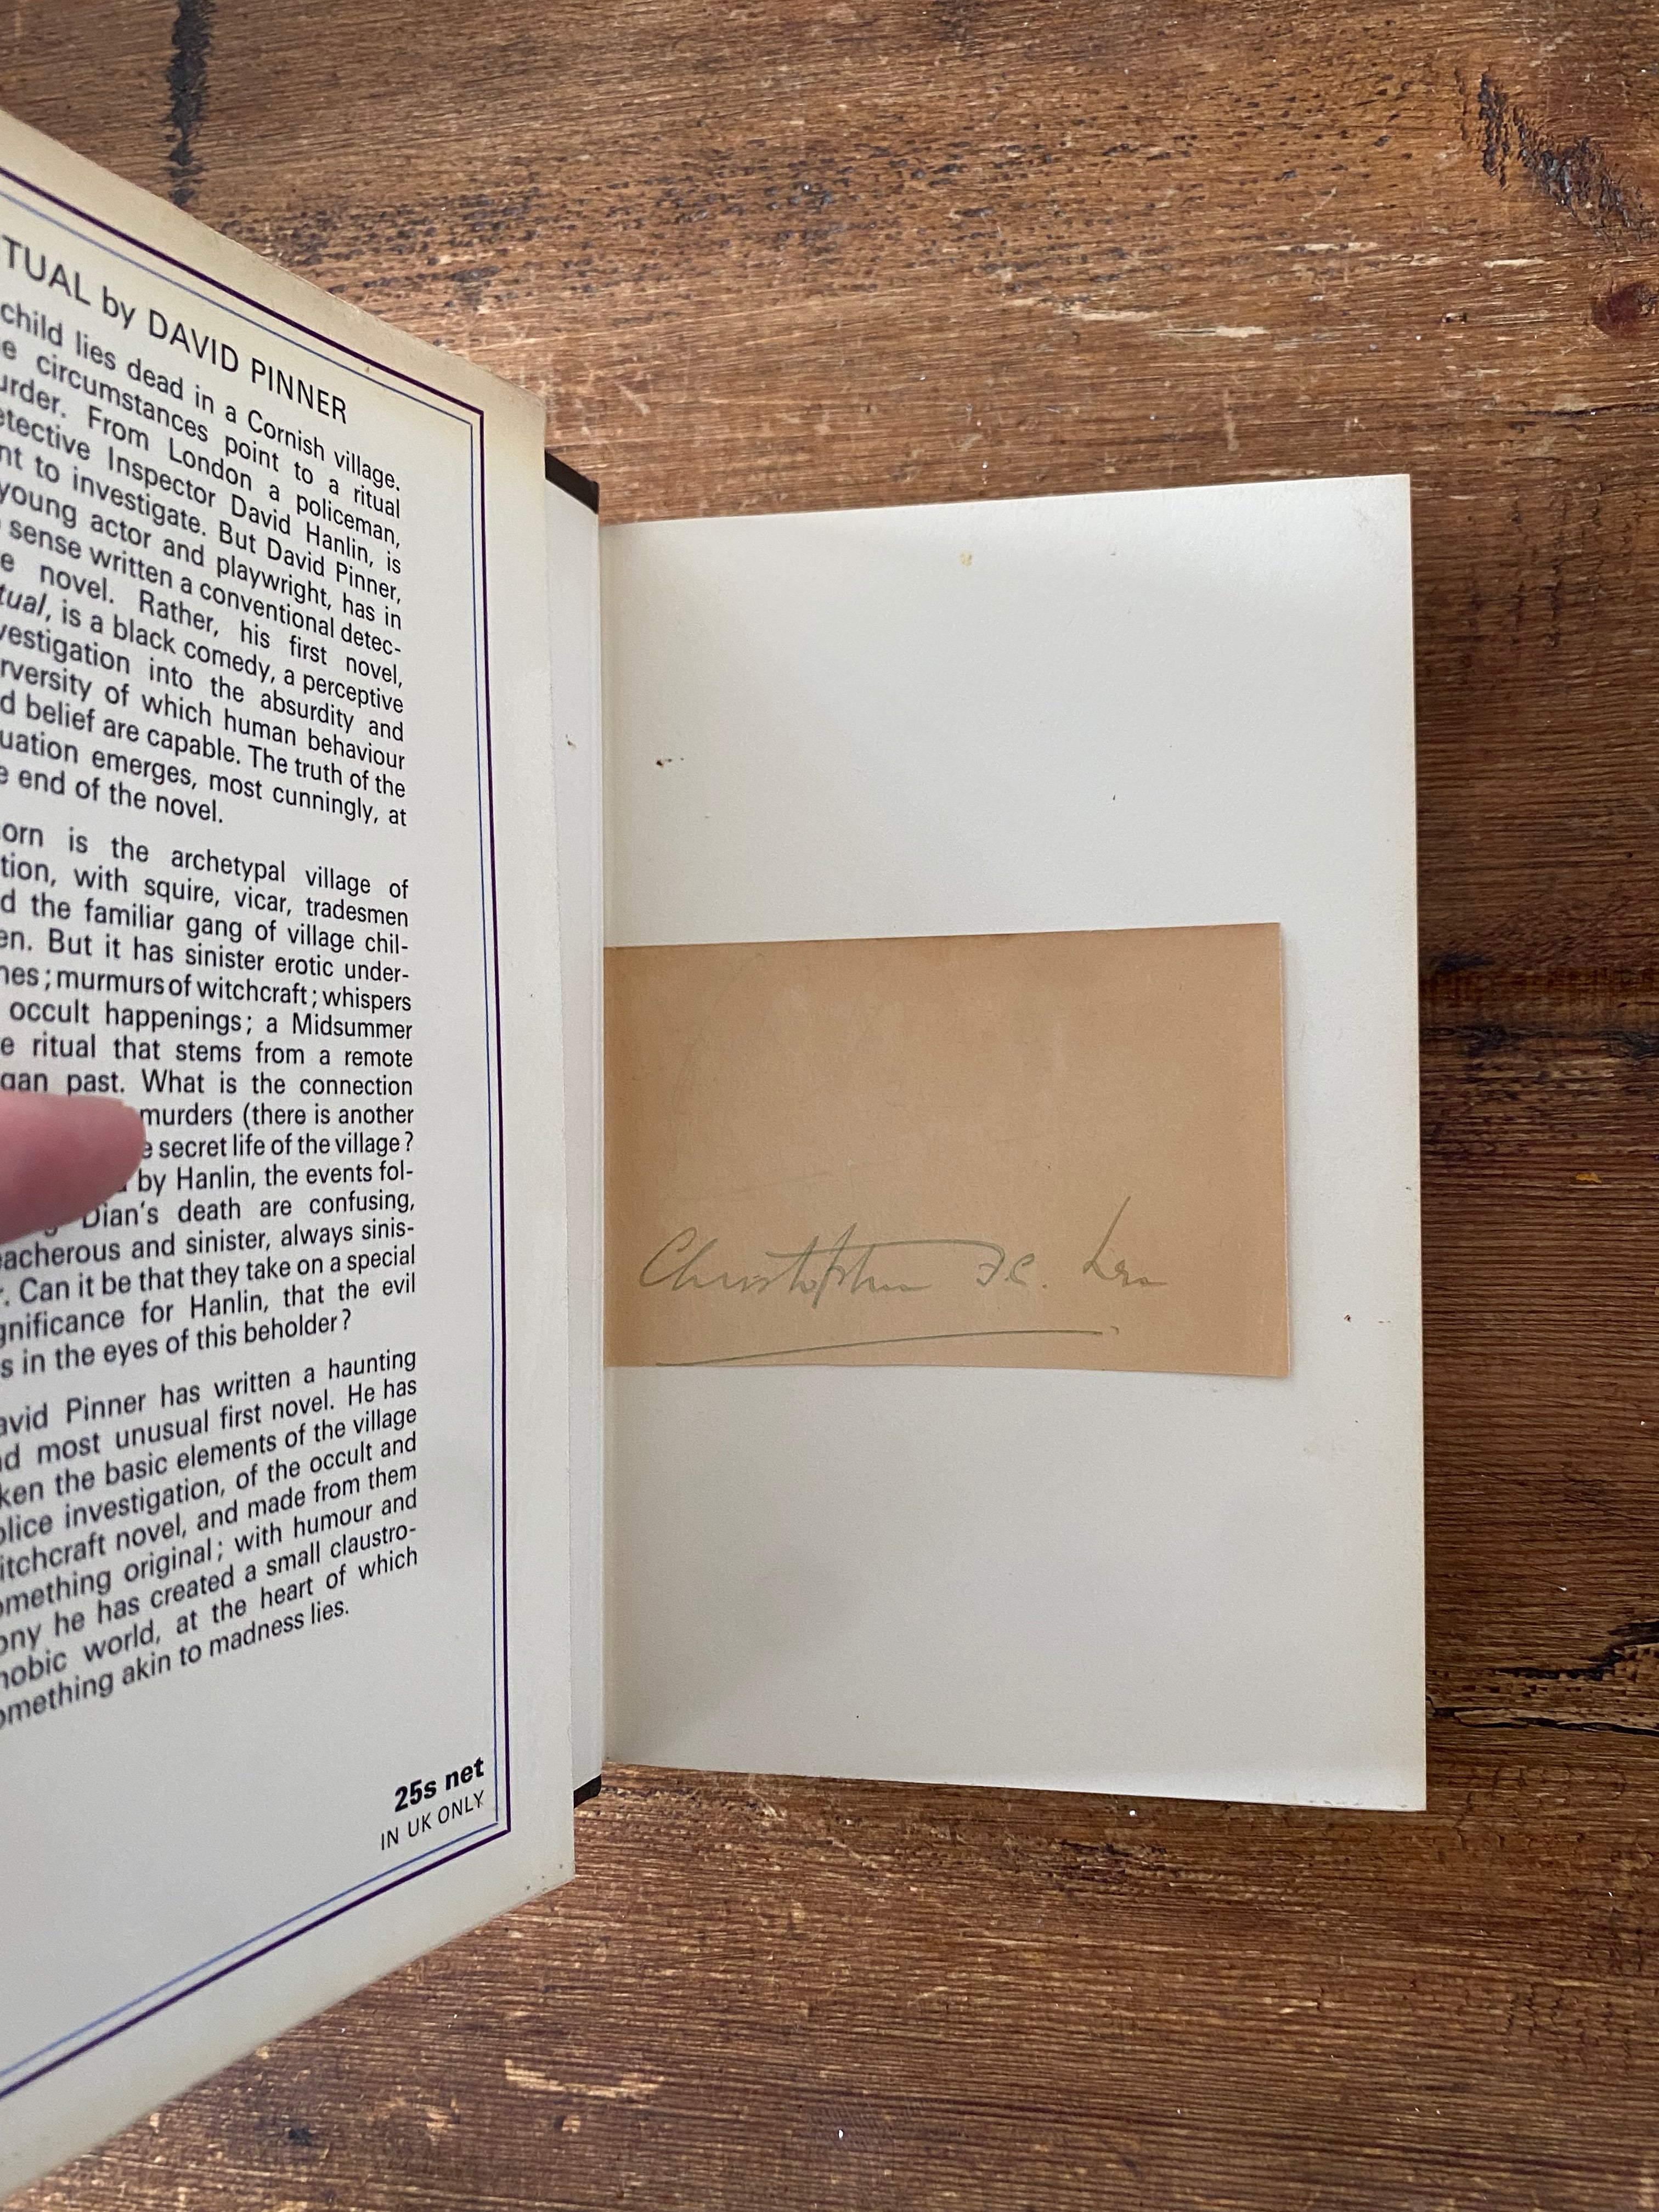 TUAL by DAVID PINNER
child lies dead in a Cornish village.
e circumstances point to a ritual
urder. From London a policeman,
etective Inspector David Hanlin, is
nt to investigate. But David Pinner,
young actor and playwright, has in
sense written a conventional detec-
e novel. Rather, his first novel,
tual, is a black comedy, a perceptive
vestigation into the absurdity and
rversity of which human behaviour
d belief are capable. The truth of the
uation emerges, most cunningly, at
e end of the novel.
orn is the archetypal village of
tion, with squire, vicar, tradesmen
d the familiar gang of village chil-
en. But it has sinister erotic under-
nes; murmurs of witchcraft; whispers
occult happenings; a Midsummer
e ritual that stems from a remote
gan past. What is the connection
murders (there is another
e secret life of the village?
by Hanlin, the events fol-
g Dian's death are confusing,
eacherous and sinister, always sinis-
r. Can it be that they take on a special
gnificance for Hanlin, that the evil
s in the eyes of this beholder?
avid Pinner has written a haunting
nd most unusual first novel. He has
ken the basic elements of the village
olice investigation, of the occult and
itchcraft novel, and made from them
omething original; with humour and
ony he has created a small claustro-
hobic world, at the heart of which
omething akin to madness lies.
25s net
IN UK ONLY
Christopher F.C. Lee